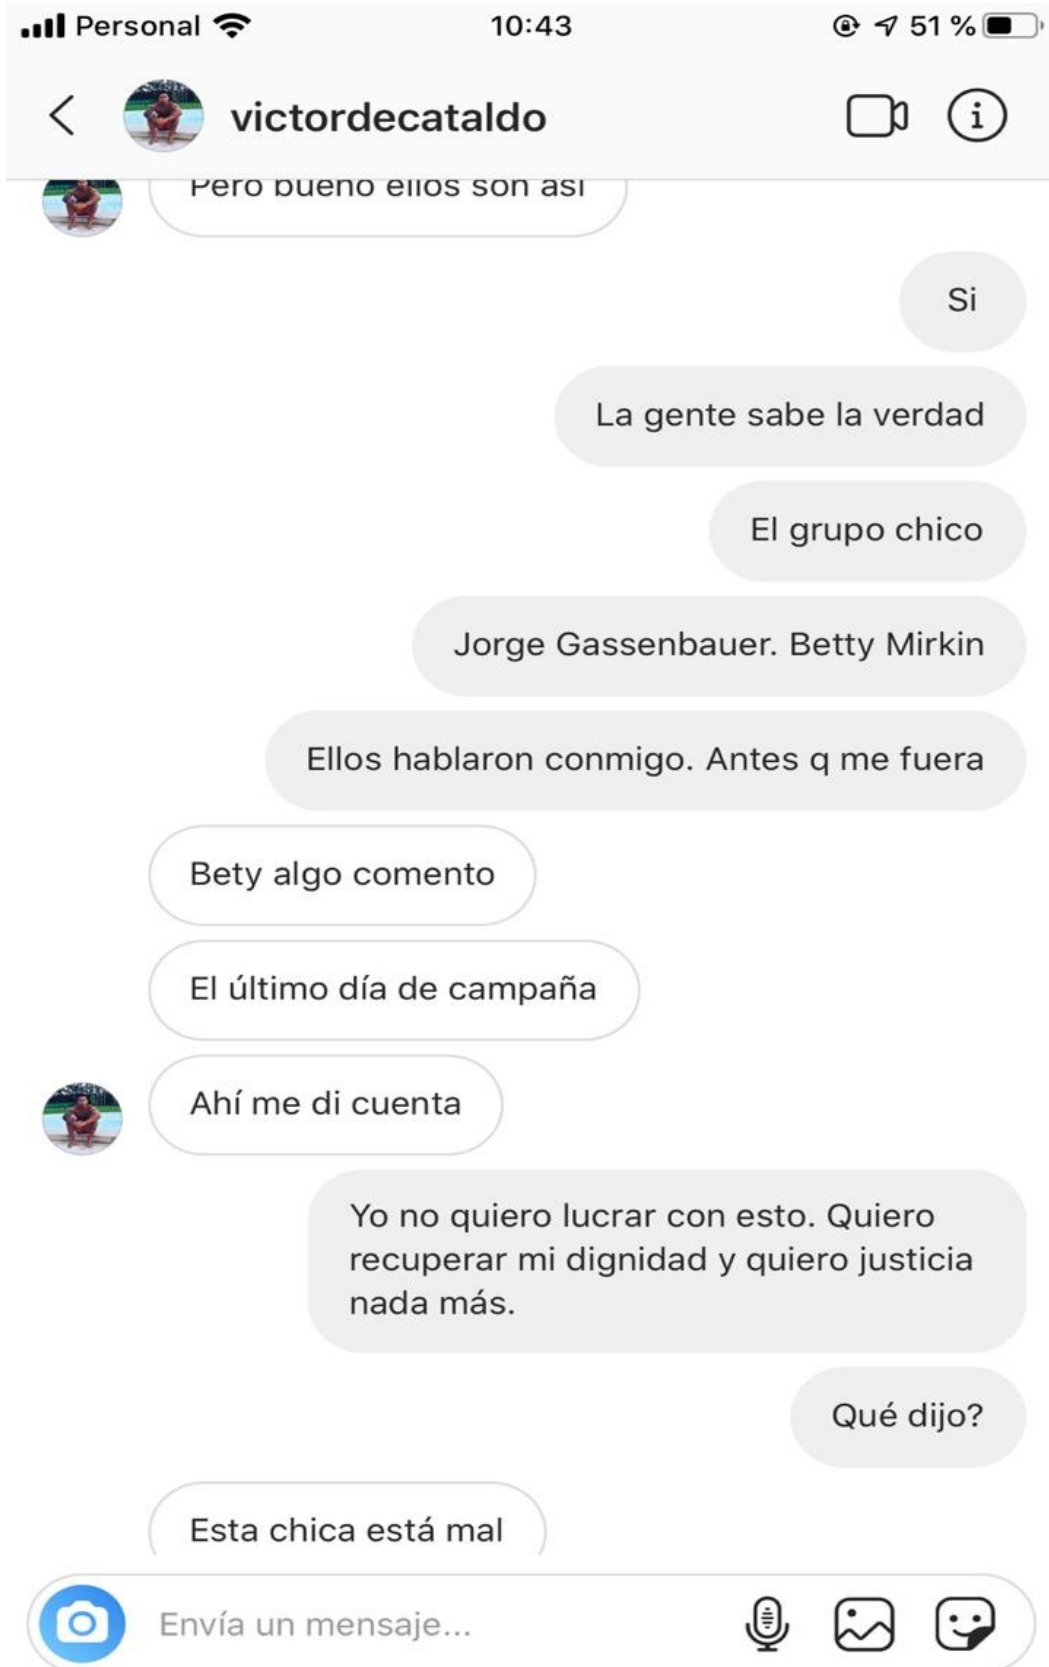 Personal 10:43 51 %
victordecataldo
Pero bueno ellos son así
Si
La gente sabe la verdad
El grupo chico
Jorge Gassenbauer. Betty Mirkin
Ellos hablaron conmigo. Antes q me fuera
Bety algo comento
El último día de campaña
Ahí me di cuenta
Yo no quiero lucrar con esto. Quiero
recuperar mi dignidad y quiero justicia
nada más.
Qué dijo?
Esta chica está mal
Envía un mensaje...